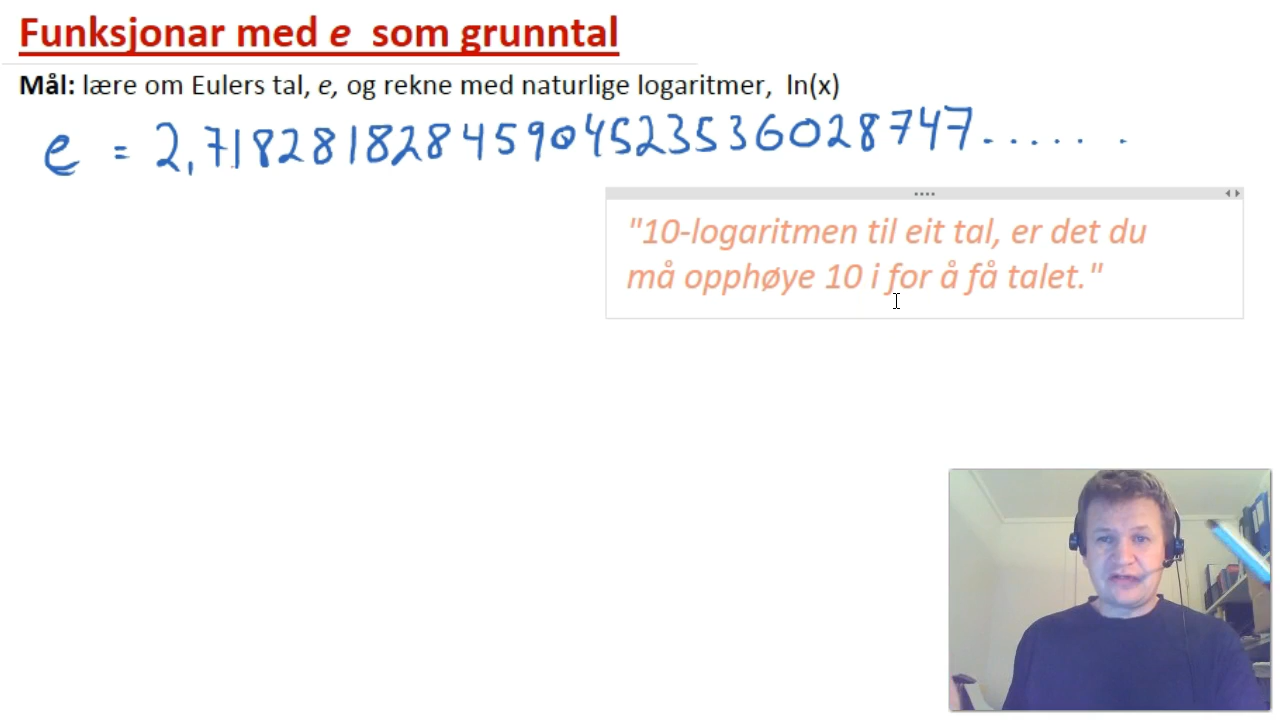 Funksjonar med e som grunntal
Mål: lære om Eulers tal, e, og rekne med naturlige logaritmer, ln(x)
e = 2,71828182845904523536028747......
"10-logaritmen til eit tal, er det du
må opphøye 10 i for å få talet."